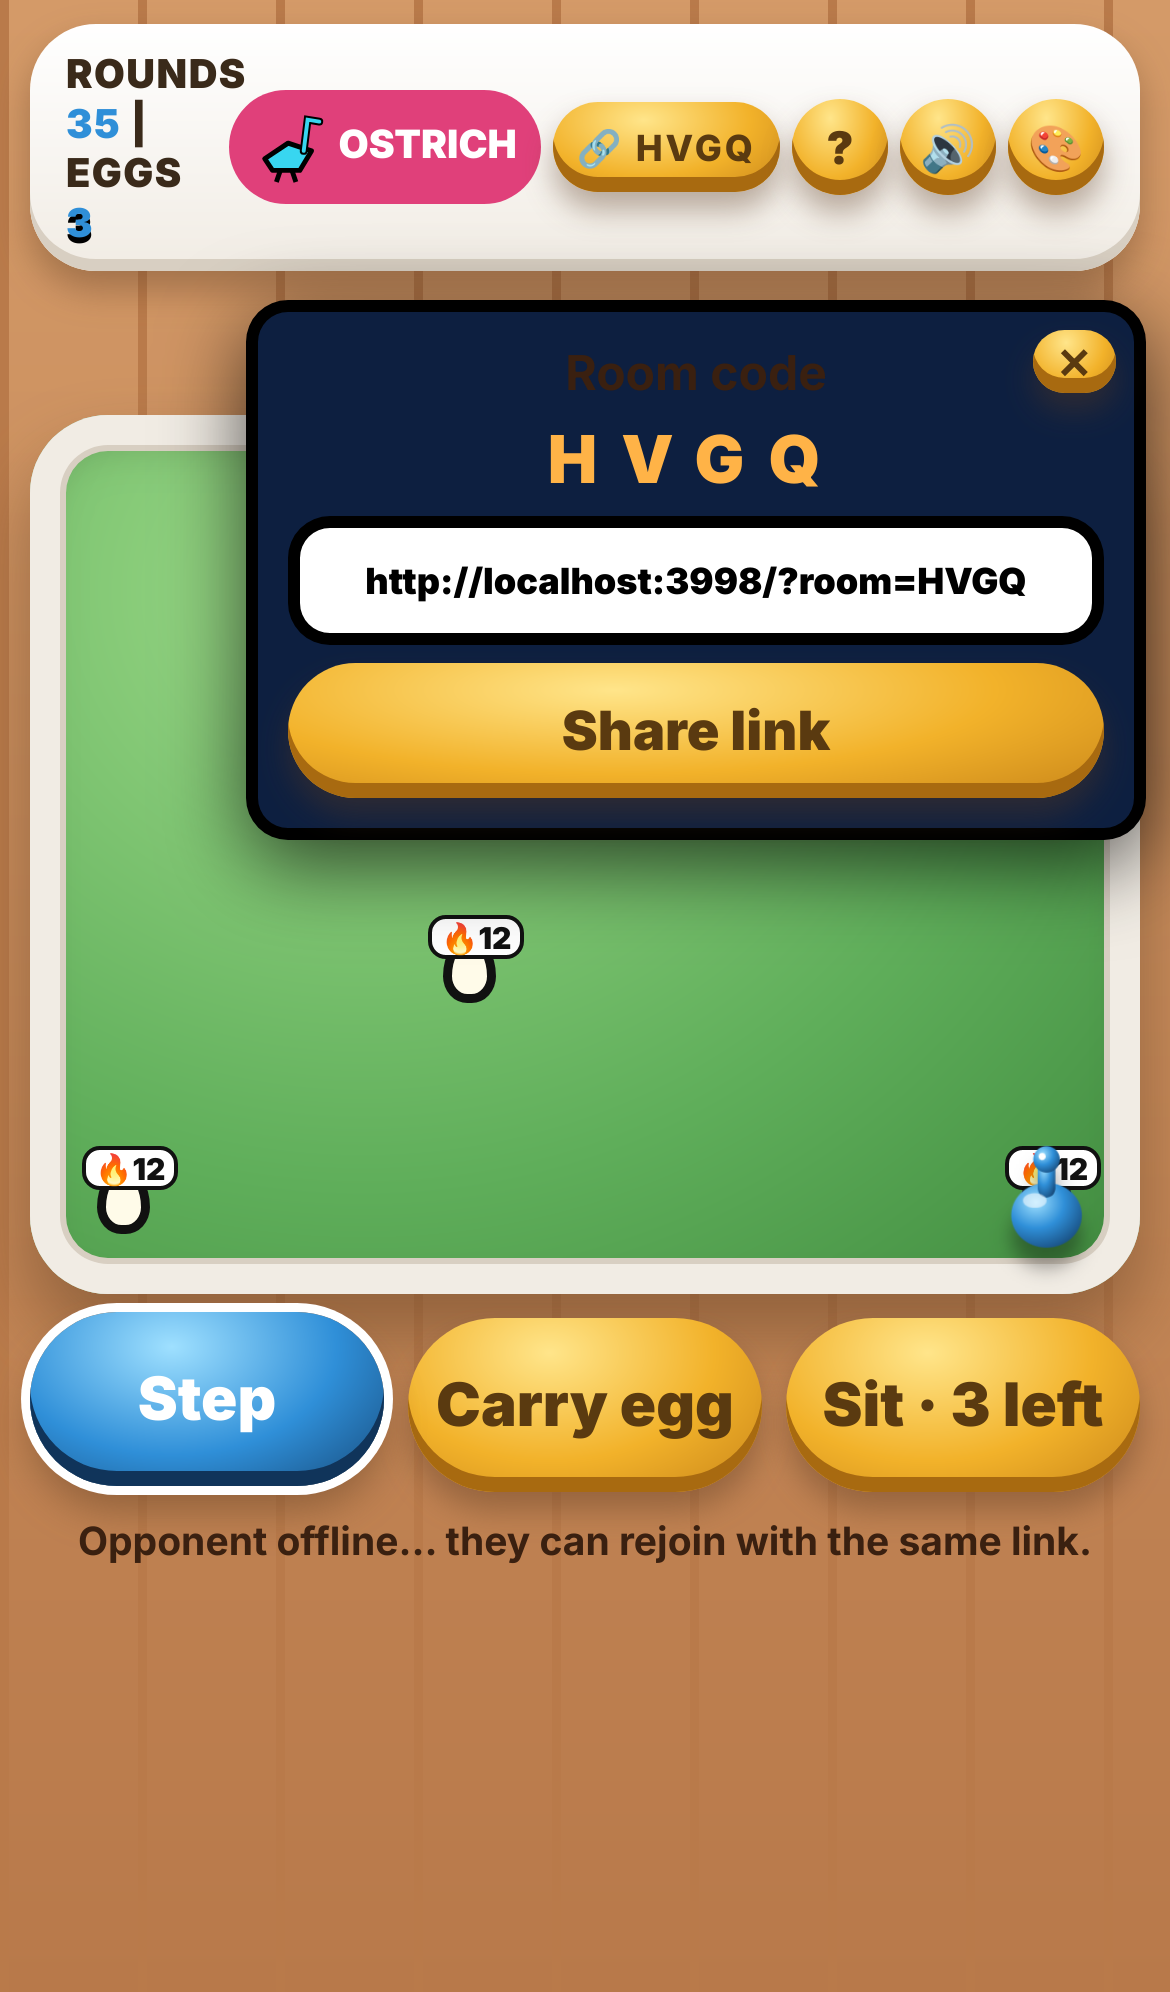 ROUNDS
35 |
EGGS
3
OSTRICH
HVGQ
?
Room code
×
HVGQ
http://localhost:3998/?room=HVGQ
Share link
12
12
12
Step
Carry egg
Sit · 3 left
Opponent offline... they can rejoin with the same link.